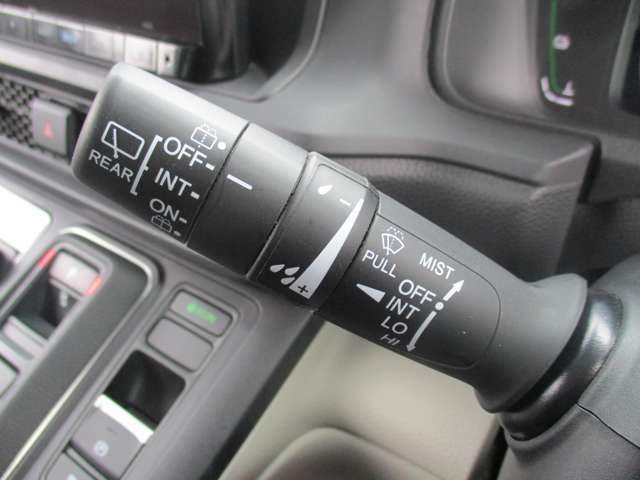 REAR
OFF
INT
ON
PULL
MIST
OFF
INT
LO
HI